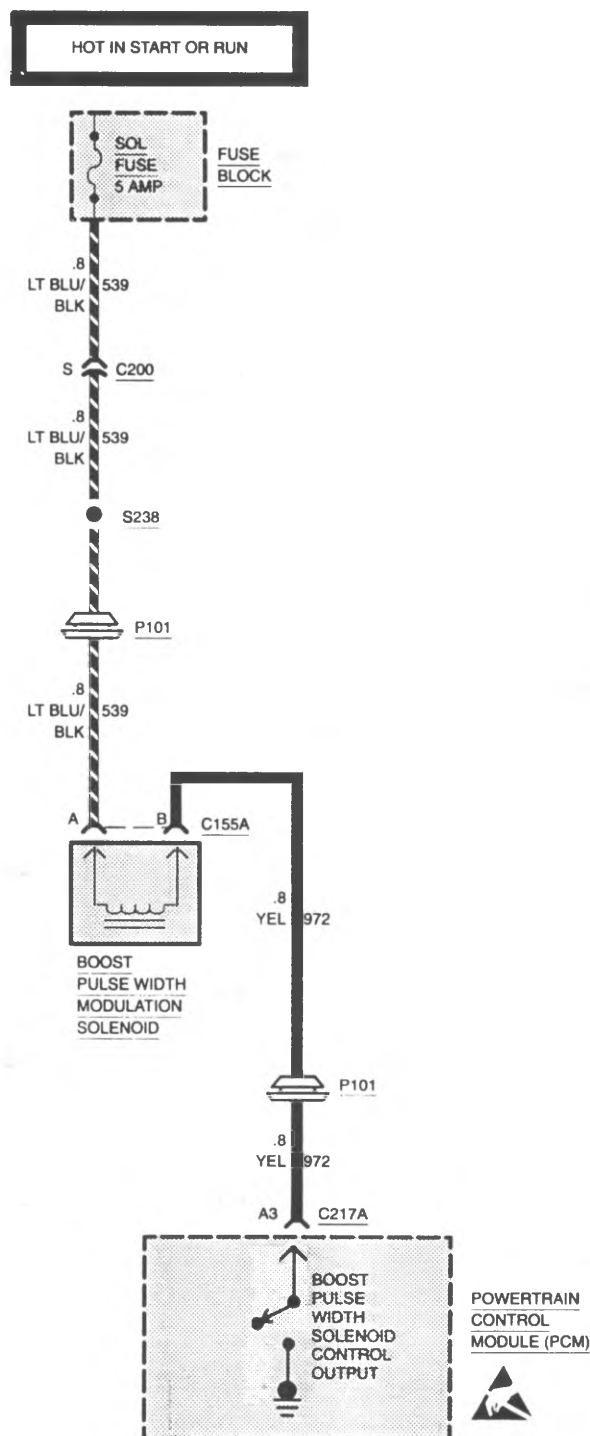 HOT IN START OR RUN
SOL
FUSE
5 AMP
FUSE
BLOCK
.8
LT BLU/
BLK
539
S
C200
.8
LT BLU/
BLK
539
S238
P101
.8
LT BLU/
BLK
539
A
B
C155A
BOOST
PULSE WIDTH
MODULATION
SOLENOID
.8
YEL
972
P101
.8
YEL
972
A3
C217A
BOOST
PULSE
WIDTH
SOLENOID
CONTROL
OUTPUT
POWERTRAIN
CONTROL
MODULE (PCM)